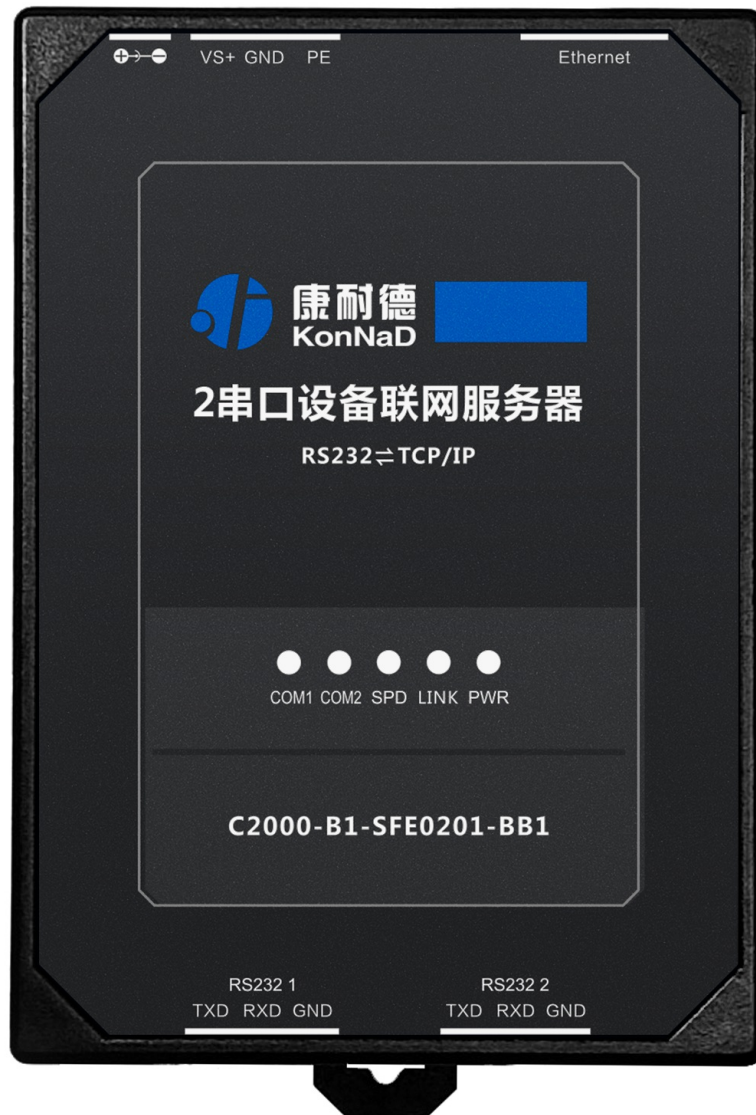 VS+ GND PE Ethernet
康耐德
KonNaD
2串口设备联网服务器
RS232⇌TCP/IP
COM1 COM2 SPD LINK PWR
C2000-B1-SFE0201-BB1
RS232 1 RS232 2
TXD RXD GND TXD RXD GND